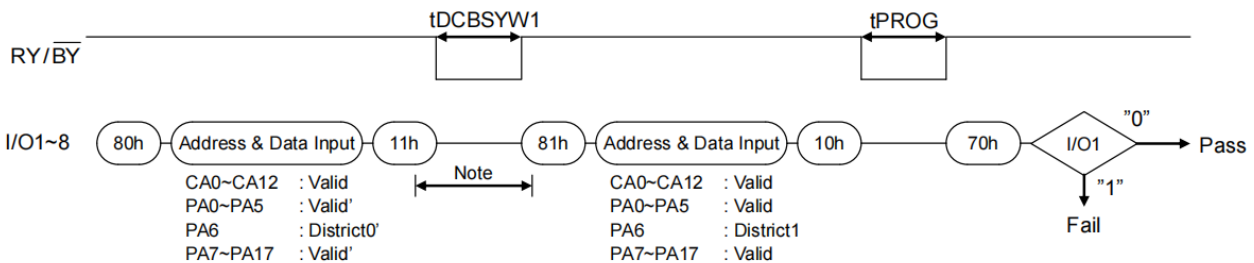 tDCBSYW1 tPROG
RY/BY
I/O1~8 80h Address & Data Input 11h 81h Address & Data Input 10h 70h I/O1 "0" Pass
Note
"1"
Fail
CA0~CA12 : Valid
PA0~PA5 : Valid'
PA6 : District0'
PA7~PA17 : Valid'
CA0~CA12 : Valid
PA0~PA5 : Valid
PA6 : District1
PA7~PA17 : Valid